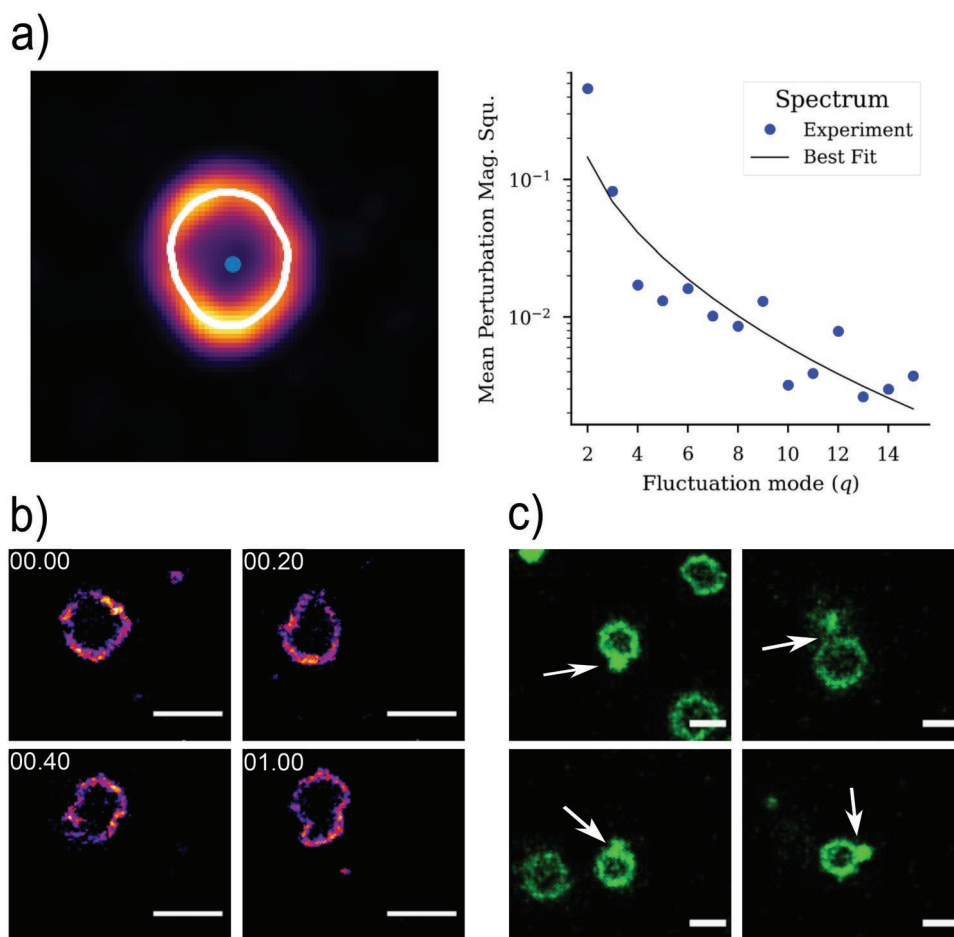 a)
Mean Perturbation Mag. Squ.
10⁻¹
10⁻²
Spectrum
Experiment
Best Fit
2 4 6 8 10 12 14
Fluctuation mode (q)
b)
00.00
00.20
00.40
01.00
c)